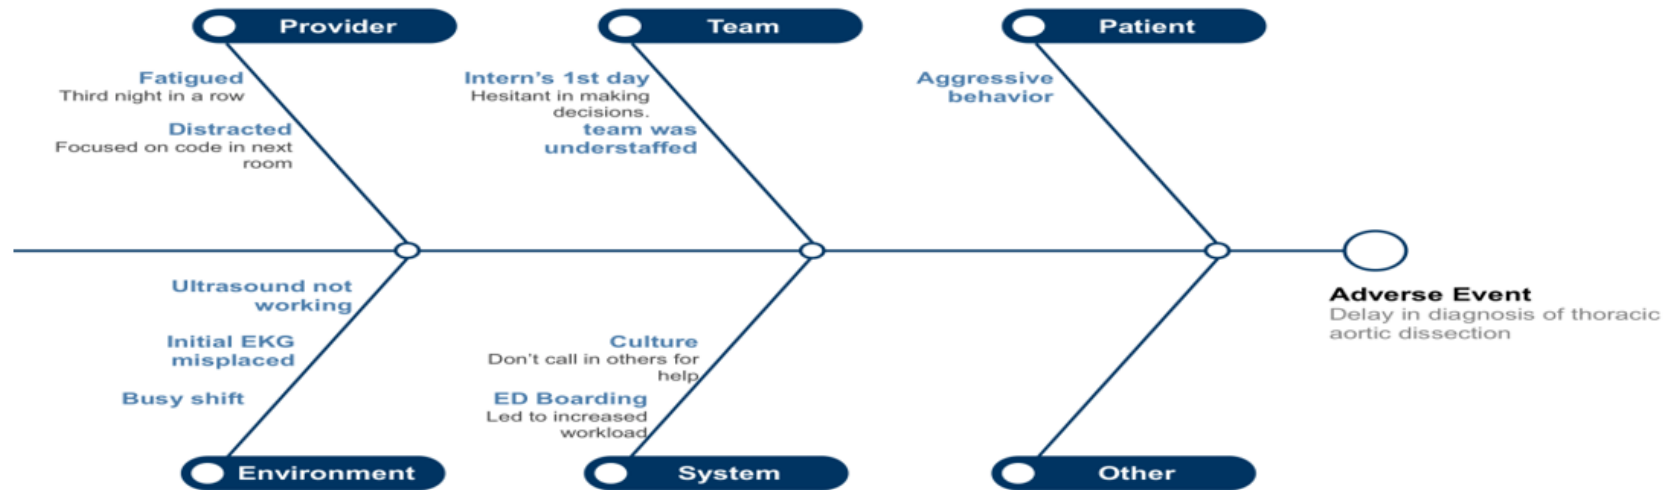 Provider
Team
Patient
Fatigued
Third night in a row
Distracted
Focused on code in next
room
Intern's 1st day
Hesitant in making
decisions.
team was
understaffed
Aggressive
behavior
Adverse Event
Delay in diagnosis of thoracic
aortic dissection
Ultrasound not
working
Initial EKG
misplaced
Busy shift
Culture
Don't call in others for
help
ED Boarding
Led to increased
workload
Environment
System
Other